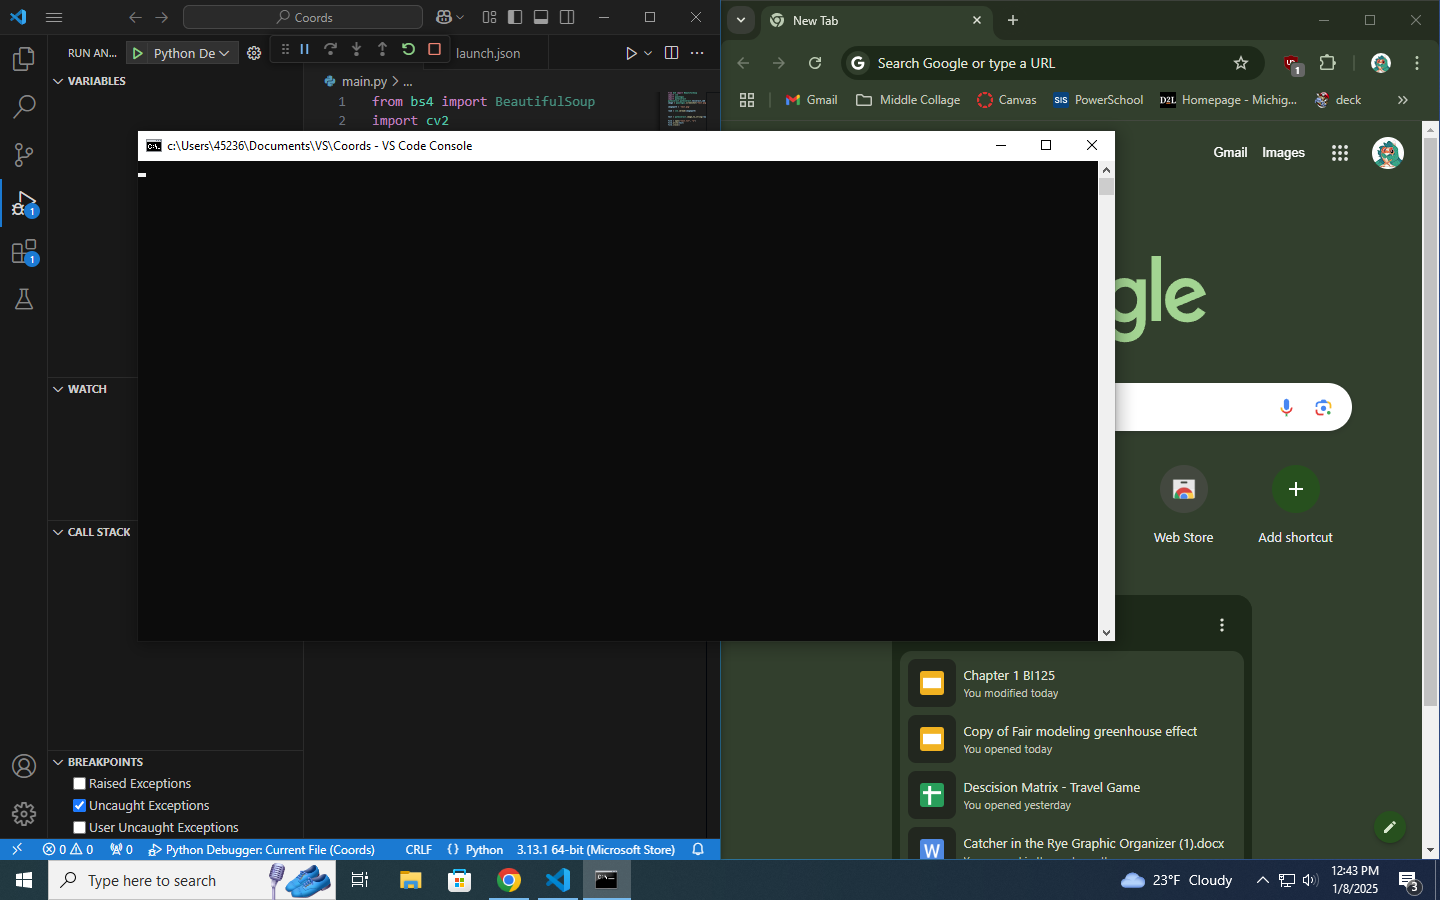 Coords
RUN AN...
Python De
launch.json
VARIABLES
main.py > ...
1 from bs4 import BeautifulSoup
2 import cv2
c:\Users\45236\Documents\VS\Coords - VS Code Console
WATCH
CALL STACK
BREAKPOINTS
Raised Exceptions
Uncaught Exceptions
User Uncaught Exceptions
1
1
0 0 0 Python Debugger: Current File (Coords) CRLF {} Python 3.13.1 64-bit (Microsoft Store)
New Tab
Search Google or type a URL
1
Gmail Middle Collage Canvas SIS PowerSchool D2L Homepage - Michig... deck
Gmail Images
gle
Web Store
Add shortcut
Chapter 1 BI125
You modified today
Copy of Fair modeling greenhouse effect
You opened today
Descision Matrix - Travel Game
You opened yesterday
Catcher in the Rye Graphic Organizer (1).docx
Type here to search
23°F Cloudy
12:43 PM
1/8/2025
3